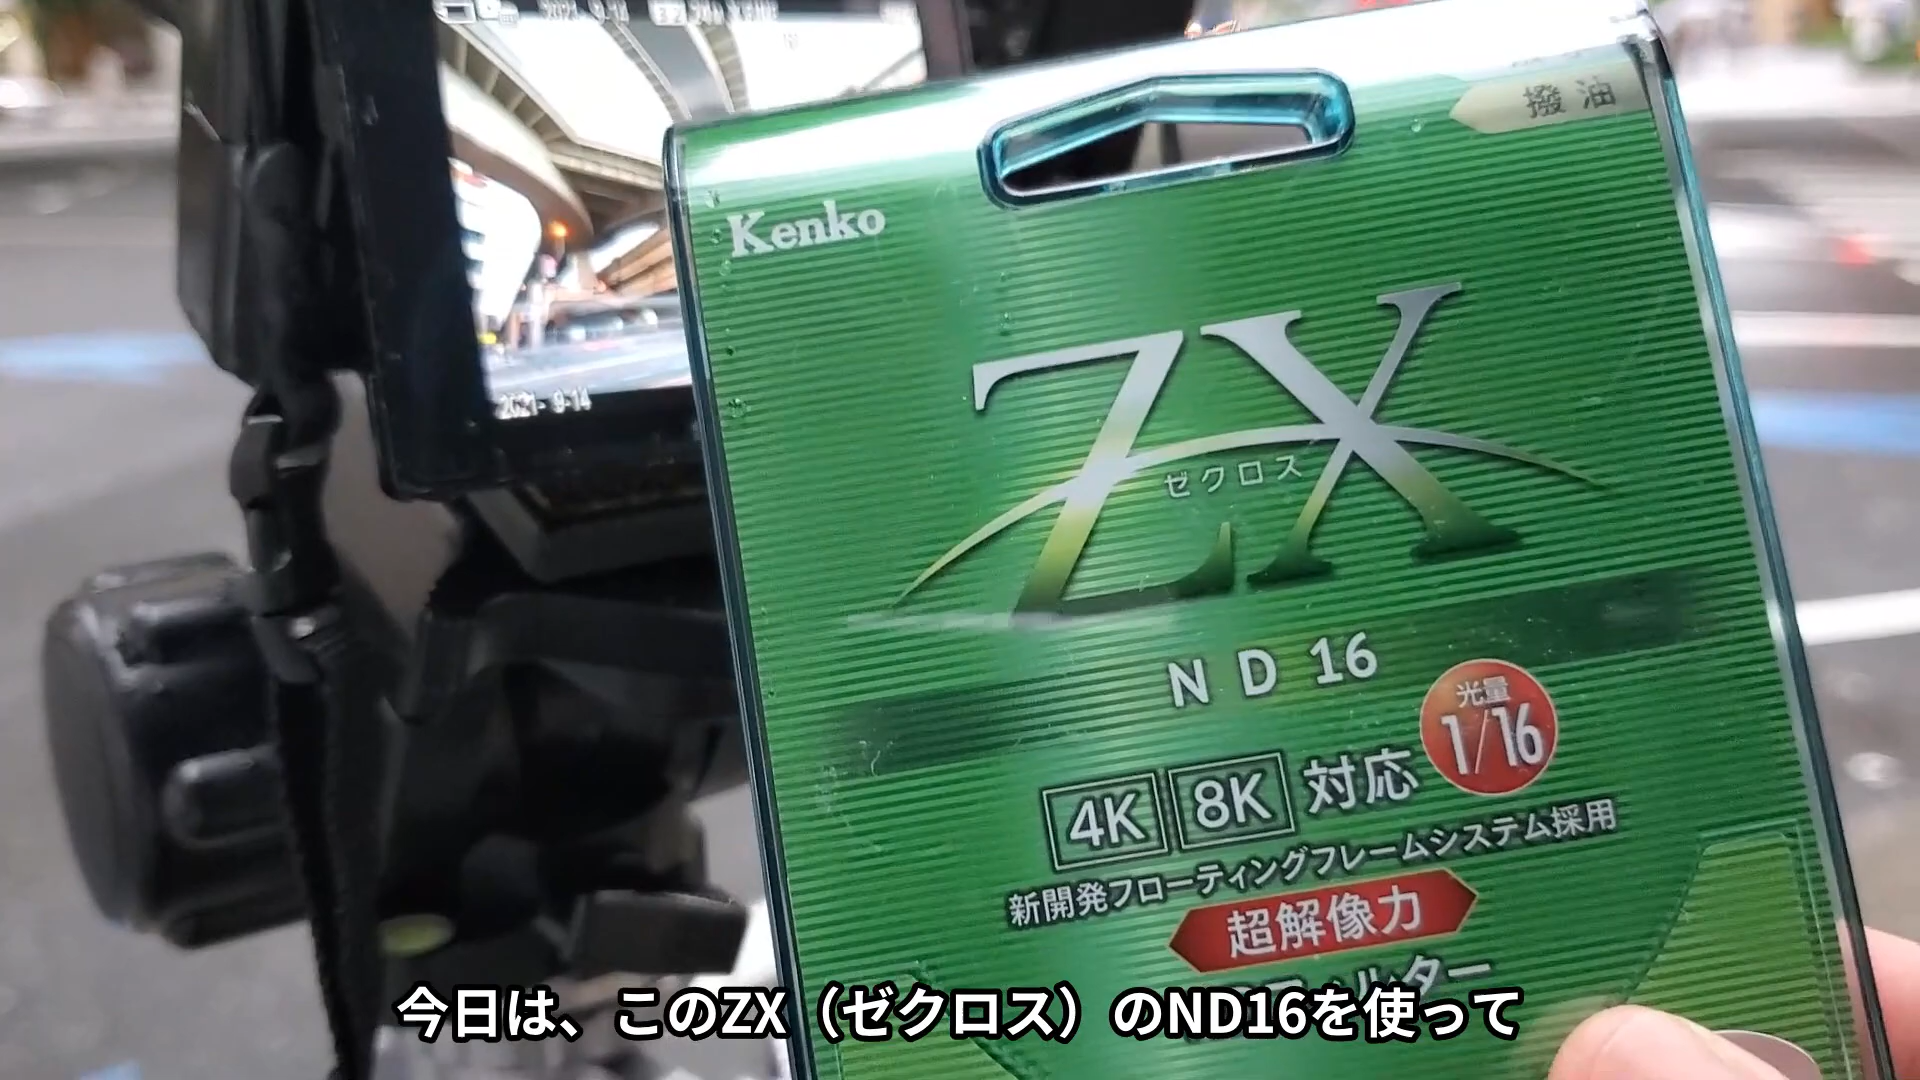 2021- 9-14
撥油
Kenko
ZX
ゼクロス
ND 16
光量
1/16
4K 8K 対応
新開発フローティングフレームシステム採用
超解像力
今日は、このZX（ゼクロス）のND16を使って